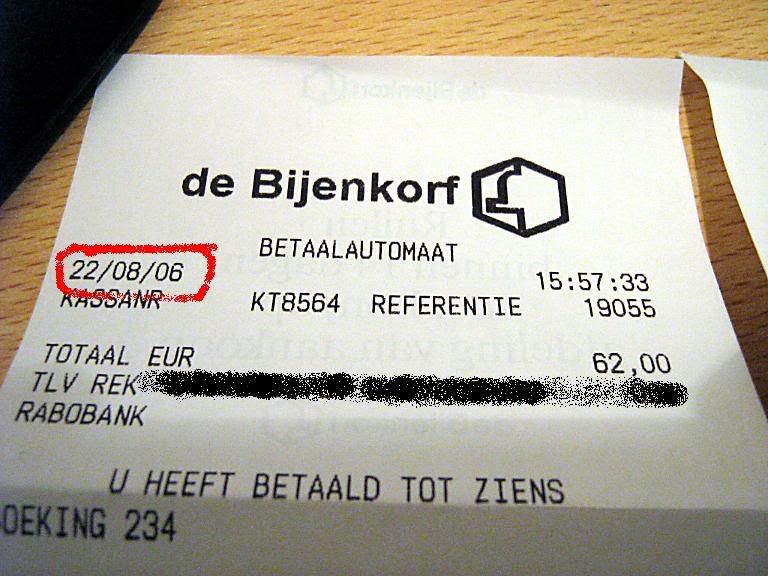 de Bijenkorf
BETAALAUTOMAAT
22/08/06 15:57:33
KASSANR KT8564 REFERENTIE 19055
TOTAAL EUR 62,00
TLV REK
RABOBANK
U HEEFT BETAALD TOT ZIENS
OEKING 234